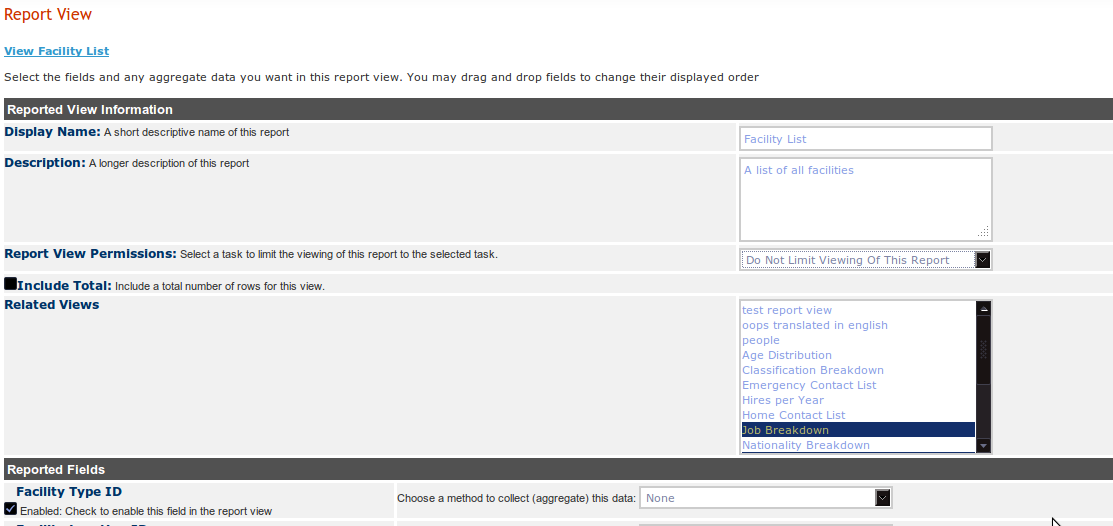 Report View
View Facility List
Select the fields and any aggregate data you want in this report view. You may drag and drop fields to change their displayed order
Reported View Information
Display Name: A short descriptive name of this report
Facility List
Description: A longer description of this report
A list of all facilities
Report View Permissions: Select a task to limit the viewing of this report to the selected task.
Do Not Limit Viewing Of This Report
Include Total: Include a total number of rows for this view.
Related Views
test report view
oops translated in english
people
Age Distribution
Classification Breakdown
Emergency Contact List
Hires per Year
Home Contact List
Job Breakdown
Nationality Breakdown
Reported Fields
Facility Type ID
Choose a method to collect (aggregate) this data: None
Enabled: Check to enable this field in the report view